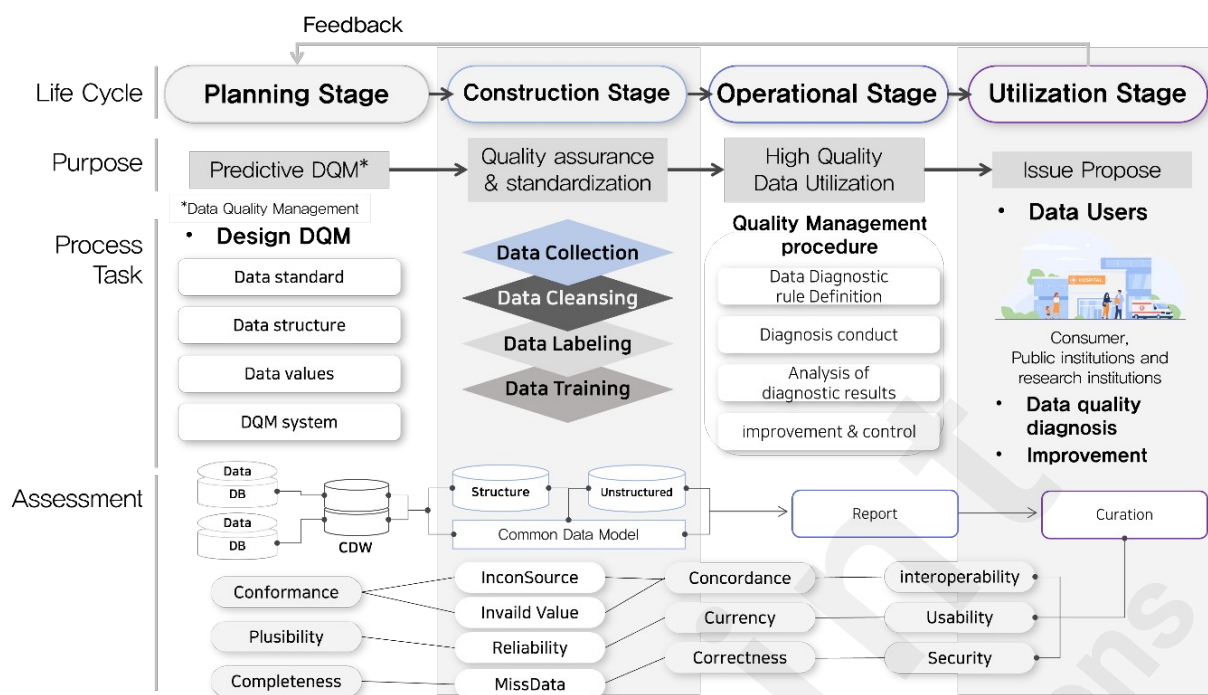 Feedback
Life Cycle
Planning Stage
Construction Stage
Operational Stage
Utilization Stage
Purpose
Predictive DQM*
Quality assurance
& standardization
High Quality
Data Utilization
Issue Propose
*Data Quality Management
Process
Task
• Design DQM
Data standard
Data structure
Data values
DQM system
Data Collection
Data Cleansing
Data Labeling
Data Training
Quality Management
procedure
Data Diagnostic
rule Definition
Diagnosis conduct
Analysis of
diagnostic results
improvement & control
• Data Users
HOSPITAL
Consumer,
Public institutions and
research institutions
• Data quality
diagnosis
• Improvement
Assessment
Data
DB
Data
DB
CDW
Structure
Unstructured
Common Data Model
Report
Curation
Conformance
InconSource
Concordance
interoperability
Invaild Value
Plusibility
Reliability
Currency
Usability
Completeness
MissData
Correctness
Security
int
ons